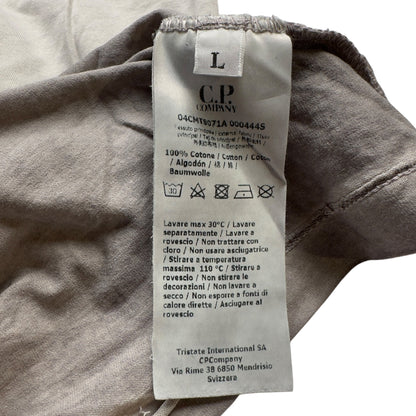 L
C.P.
COMPANY
04CMTS071A 000444S
100% Cotone / Cotton / Coton
/ Algodón / 棉 / 綿 /
Baumwolle
30
Lavare max 30°C / Lavare
separatamente / Lavare a
rovescio / Non trattare con
cloro / Non usare asciugatrice
/ Stirare a temperatura
massima 110 °C / Stirare a
rovescio / Non stirare le
decorazioni / Non lavare a
secco / Non esporre a fonti di
calore dirette / Asciugare al
rovescio
Tristate International SA
CPCompany
Via Rime 38 6850 Mendrisio
Svizzera